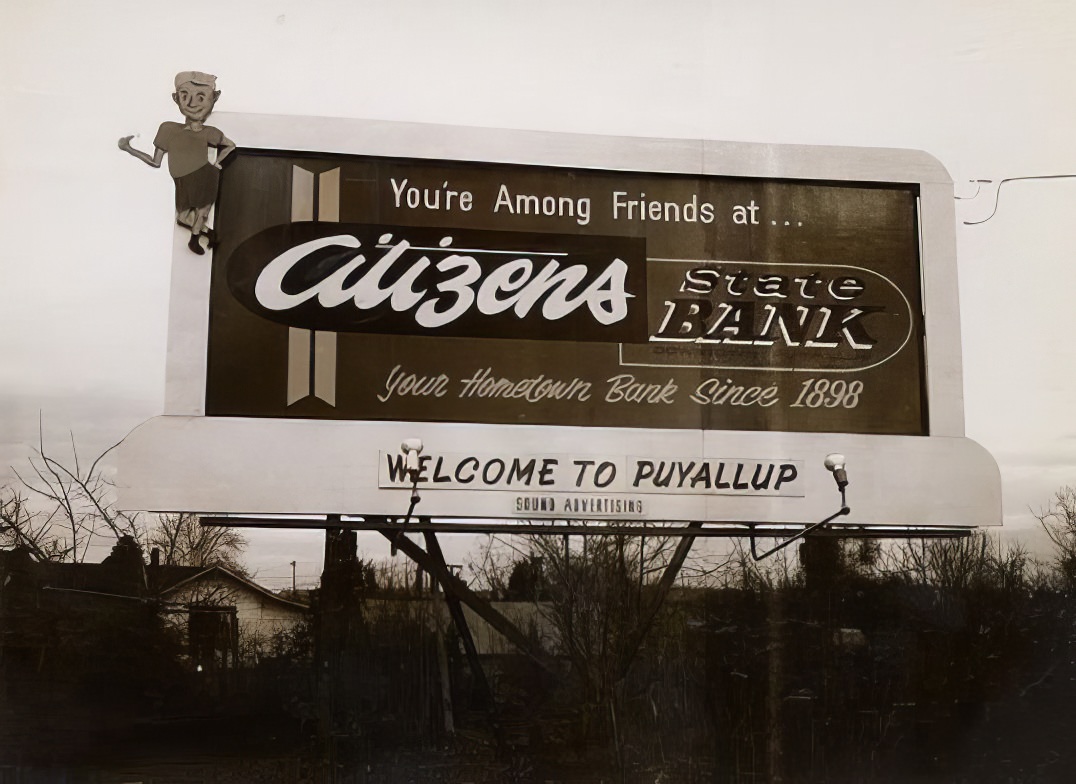 You're Among Friends at...
Citizens
State
BANK
Your Hometown Bank Since 1898
WELCOME TO PUYALLUP
SOUND ADVERTISING